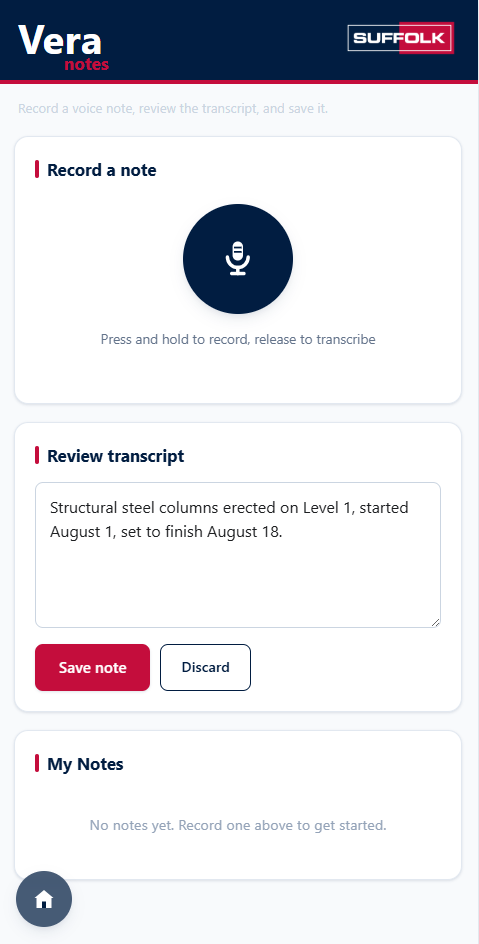 Vera
notes
SUFFOLK
Record a voice note, review the transcript, and save it.
Record a note
Press and hold to record, release to transcribe
Review transcript
Structural steel columns erected on Level 1, started
August 1, set to finish August 18.
Save note
Discard
My Notes
No notes yet. Record one above to get started.